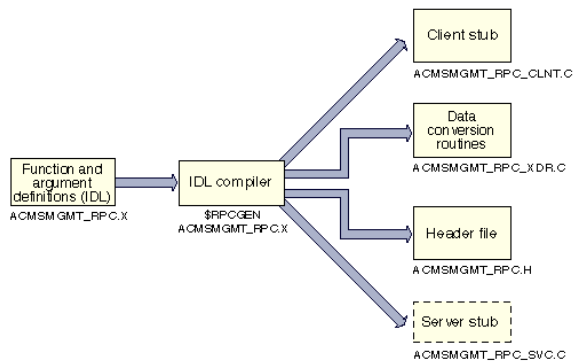 Client stub
ACMSMGMT_RPC_CLNT.C
Data
conversion
routines
ACMSMGMT_RPC_XDR.C
Function and
argument
definitions (IDL)
ACMSMGMT_RPC.X
IDL compiler
$RPCGEN
ACMSMGMT_RPC.X
Header file
ACMSMGMT_RPC.H
Server stub
ACMSMGMT_RPC_SVC.C